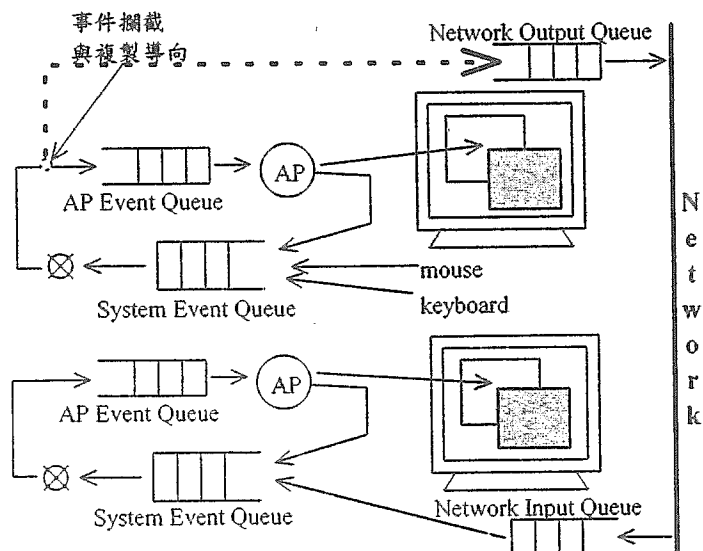 事件攔截
與複製導向
Network Output Queue
AP
AP Event Queue
mouse
keyboard
System Event Queue
AP
AP Event Queue
System Event Queue
Network Input Queue
Network